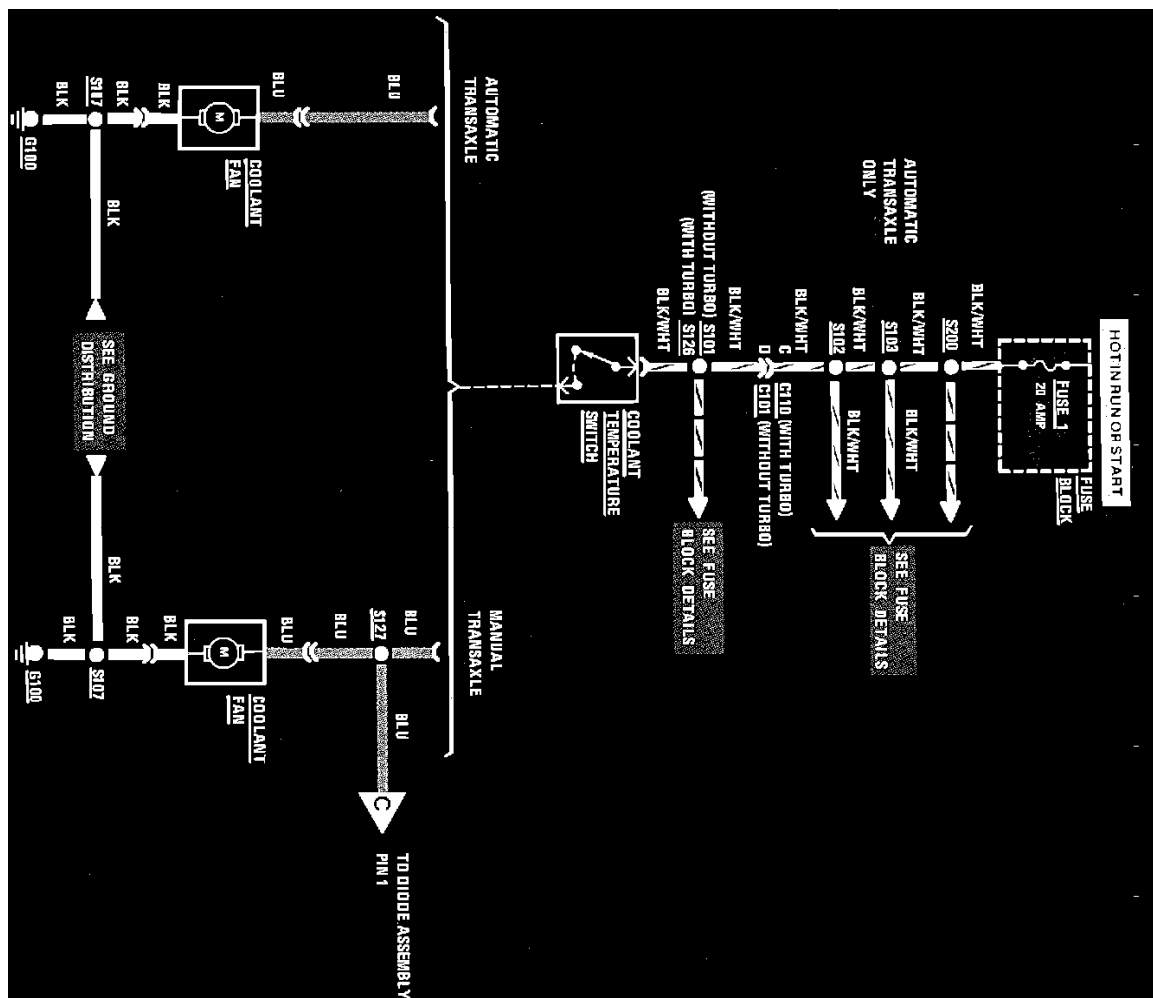 HOT IN RUN OR START
FUSE
BLOCK
FUSE 1
20 AMP
BLK/WHT
S200
BLK/WHT
S103
BLK/WHT
BLK/WHT
S102
BLK/WHT
BLK/WHT
AUTOMATIC
TRANSAXLE
ONLY
SEE FUSE
BLOCK DETAILS
C
C110 (WITH TURBO)
D
C101 (WITHOUT TURBO)
BLK/WHT
(WITHOUT TURBO) S101
(WITH TURBO) S126
BLK/WHT
SEE FUSE
BLOCK DETAILS
COOLANT
TEMPERATURE
SWITCH
AUTOMATIC
TRANSAXLE
MANUAL
TRANSAXLE
BLU
BLU
COOLANT
FAN
M
BLK
BLK
S107
BLK
BLK
G100
SEE GROUND
DISTRIBUTION
BLU
S127
BLU
C
TO DIODE ASSEMBLY
PIN 1
BLU
BLU
COOLANT
FAN
M
BLK
BLK
BLK
S107
BLK
G100